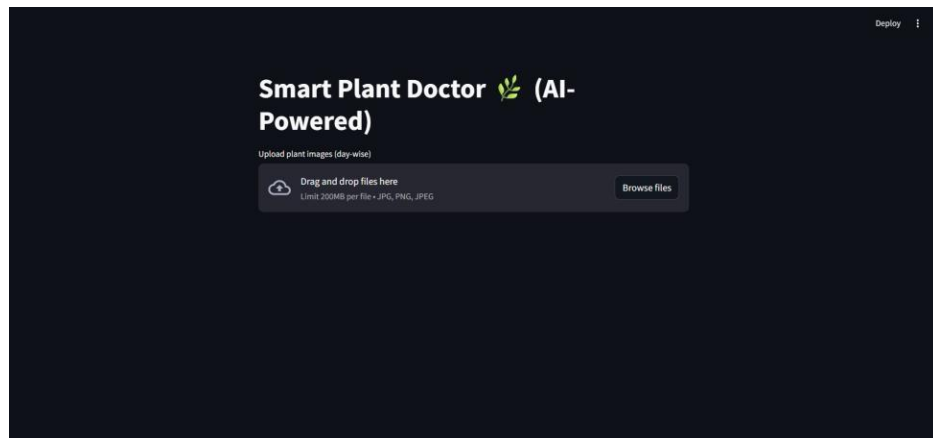 Deploy
Smart Plant Doctor 🌿 (AI-
Powered)
Upload plant images (day-wise)
Drag and drop files here
Limit 200MB per file • JPG, PNG, JPEG
Browse files